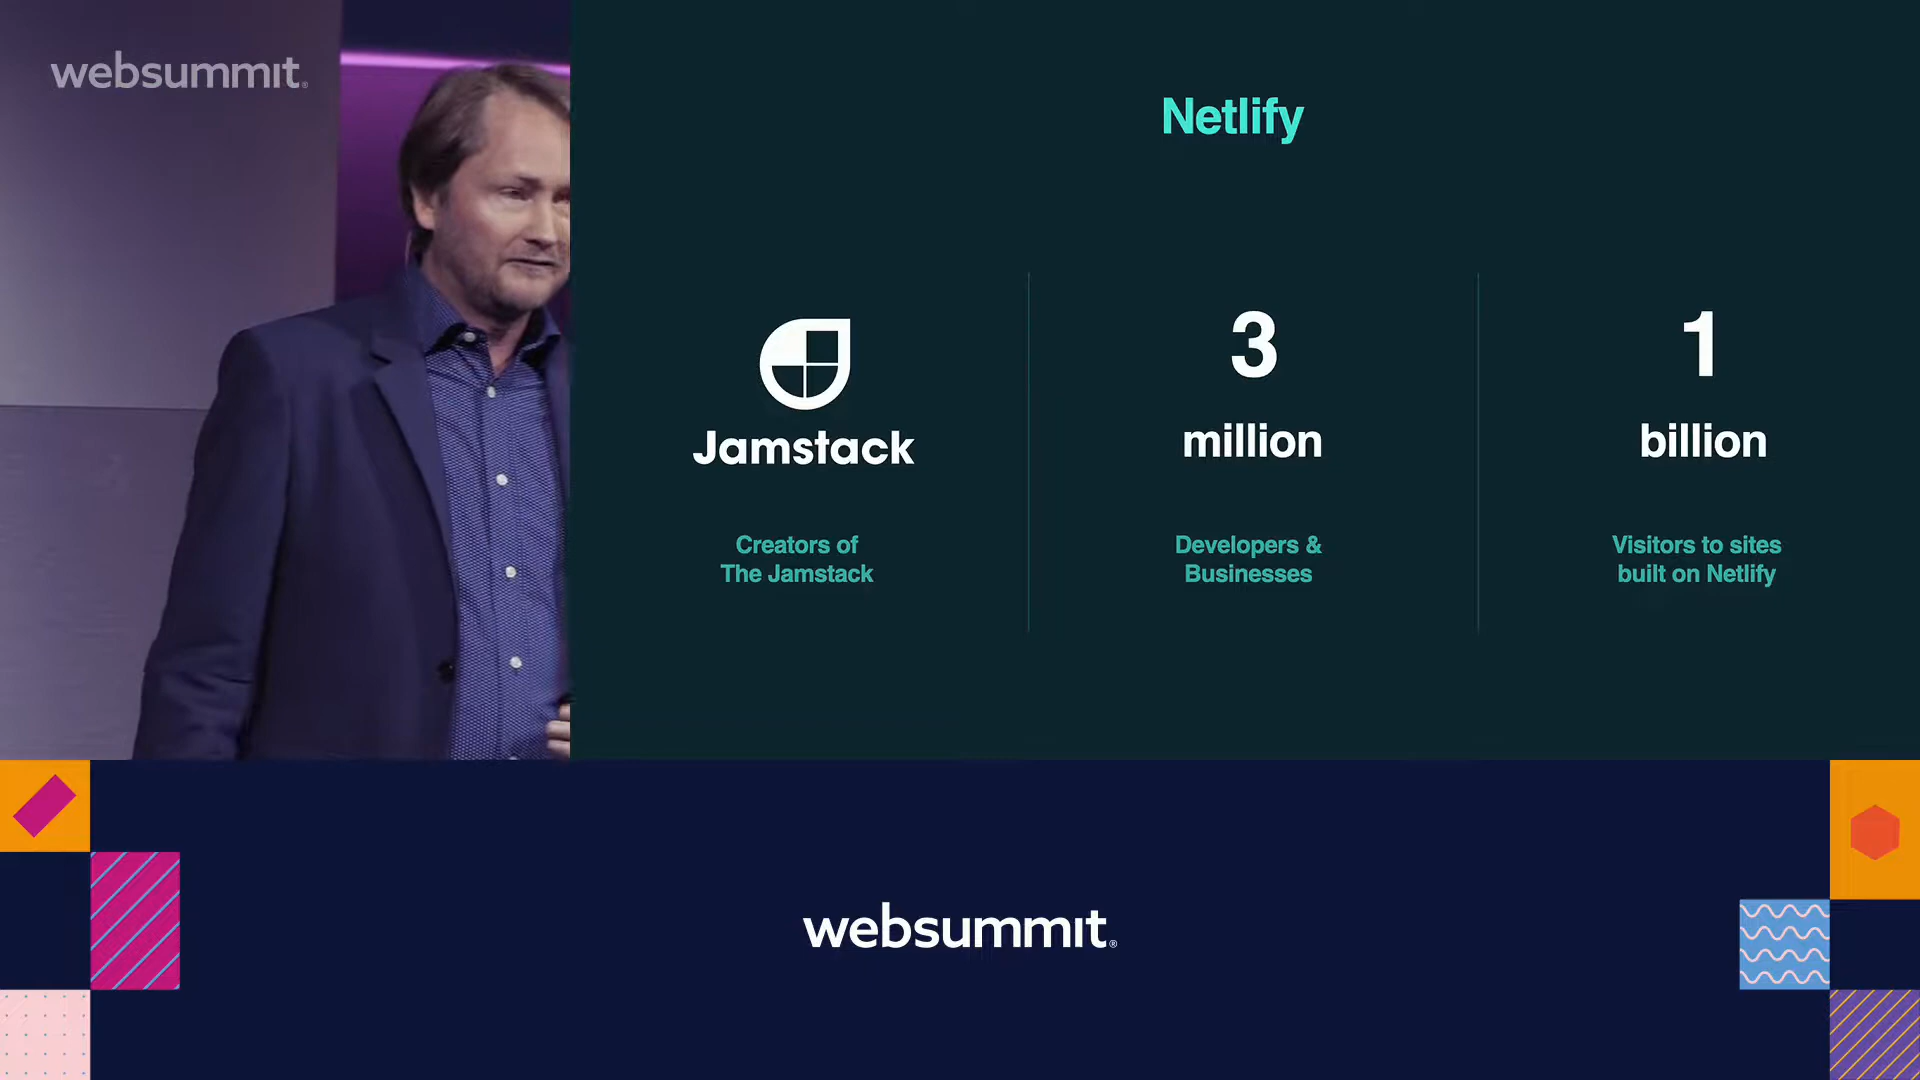 websummit®
Netlify
Jamstack
Creators of
The Jamstack
3
million
Developers &
Businesses
1
billion
Visitors to sites
built on Netlify
websummit®